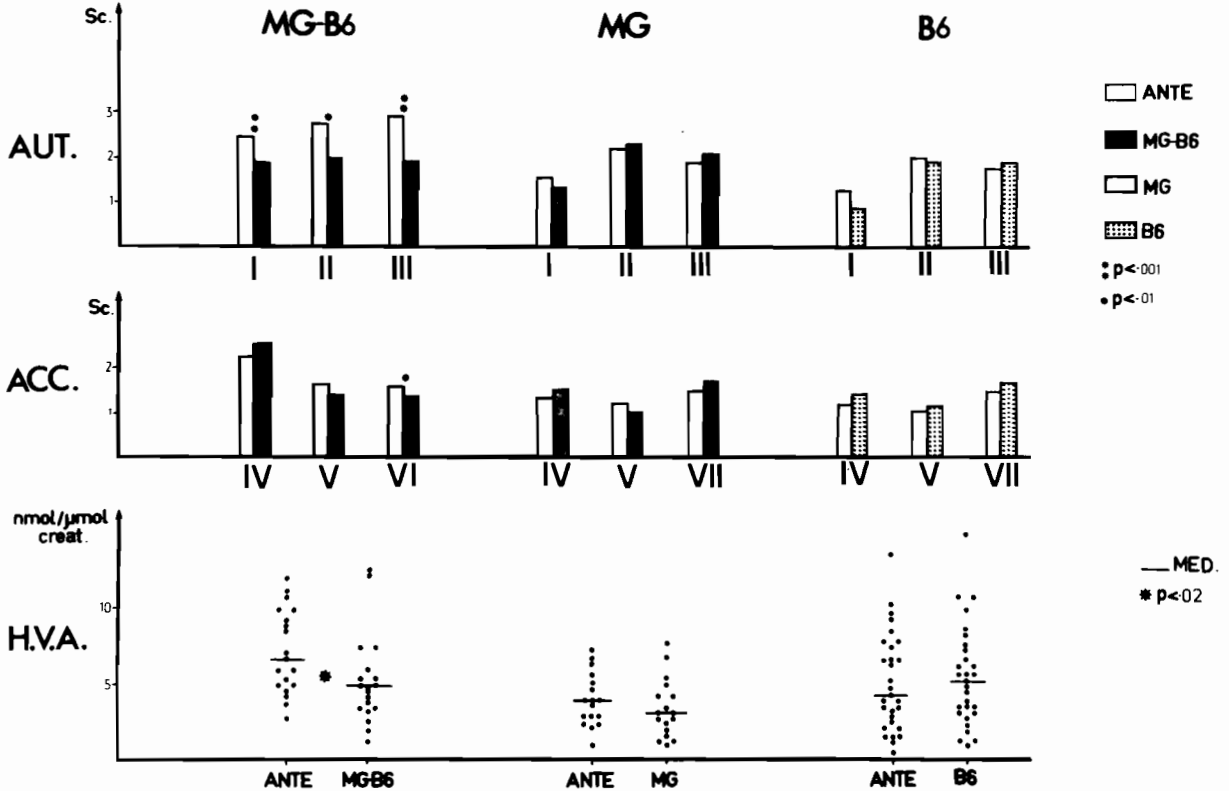 Sc.
MG-B6 MG B6
3
2
1
AUT.
I II III I II III I II III
ANTE
MG-B6
MG
B6
p<.001
p<.01
Sc.
2
1
ACC.
IV V VI IV V VII IV V VII
nmol/µmol
creat.
10
5
H.V.A.
MED.
* p<.02
*
ANTE MG-B6 ANTE MG ANTE B6